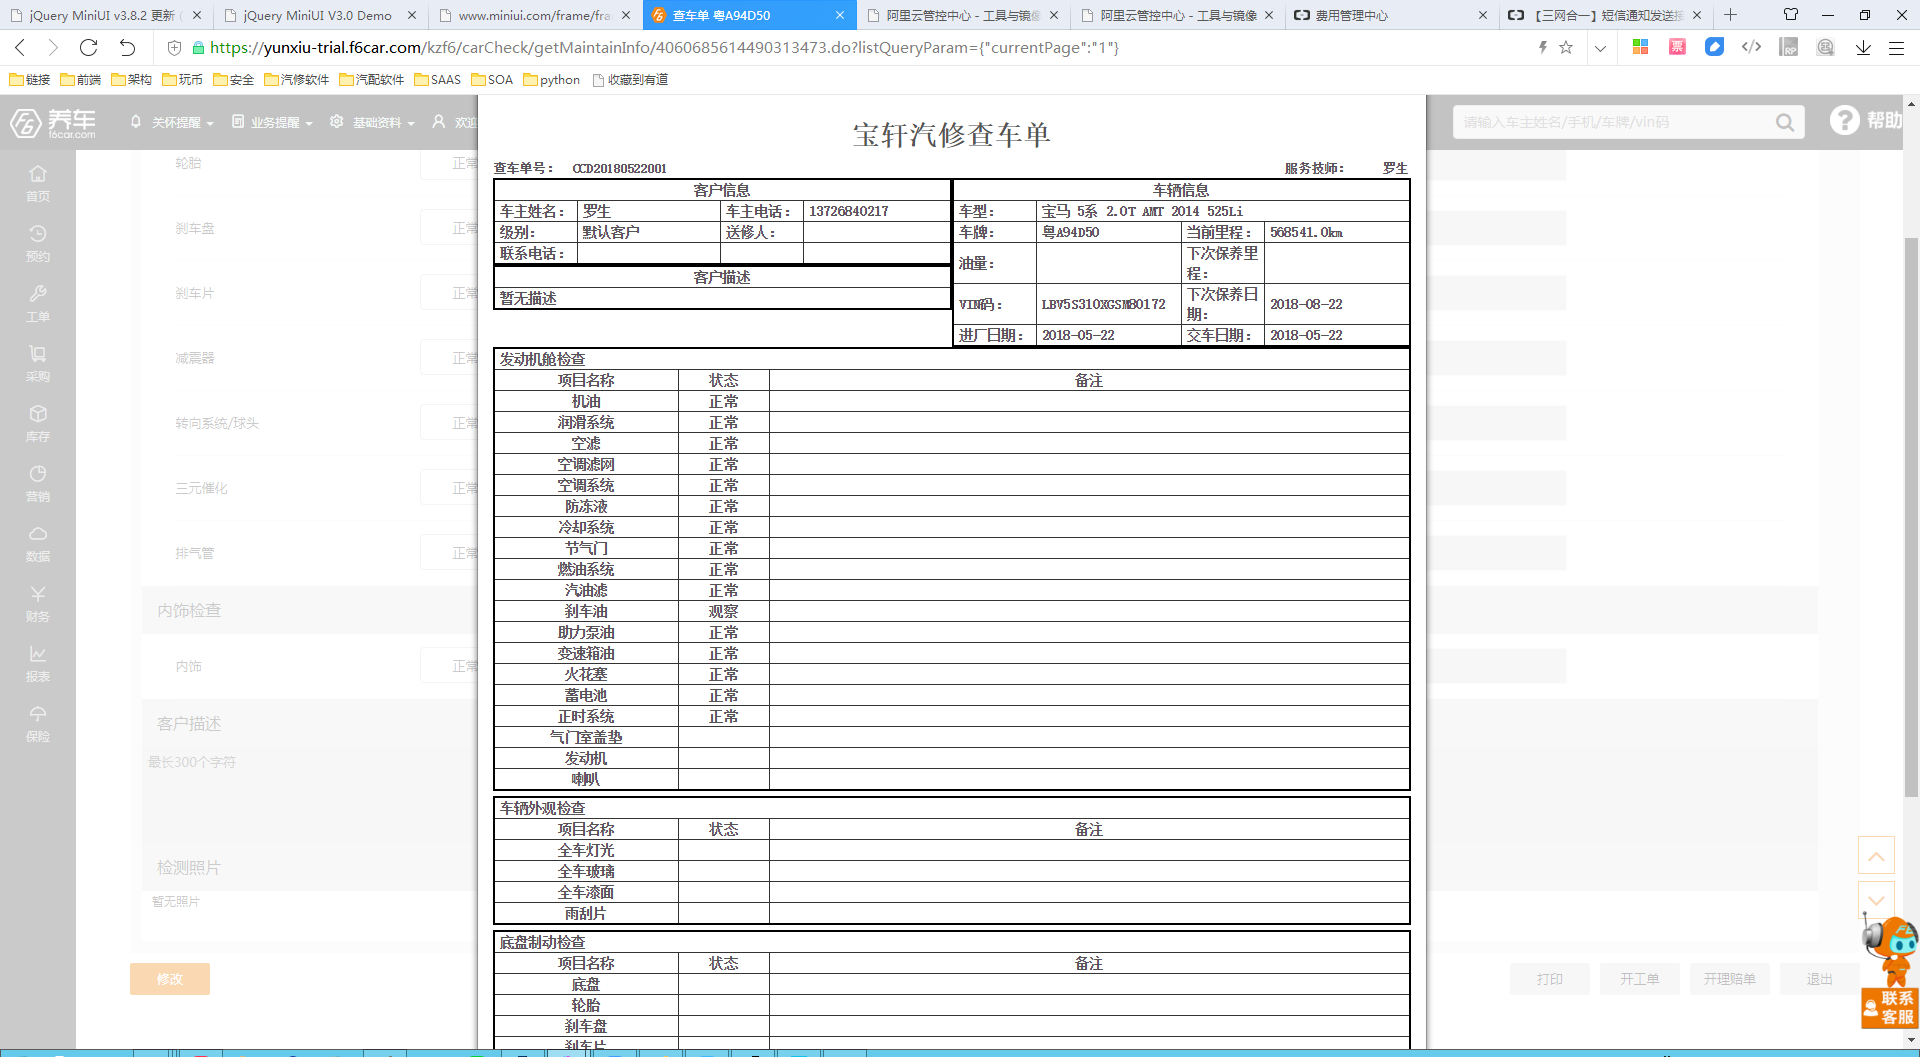 jQuery MiniUI v3.8.2 更新
jQuery MiniUI V3.0 Demo
www.miniui.com/frame/fra
查车单 粤A94D50
阿里云管控中心 - 工具与镜像
阿里云管控中心 - 工具与镜像
费用管理中心
【三网合一】短信通知发送接
https://yunxiu-trial.f6car.com/kzf6/carCheck/getMaintainInfo/4060685614490313473.do?listQueryParam={"currentPage":"1"}
链接 前端 架构 玩币 安全 汽修软件 汽配软件 SAAS SOA python 收藏到有道
养车
f6car.com
关怀提醒 业务提醒 基础资料 欢迎
请输入车主姓名/手机/车牌/vin码
帮助
首页
预约
工单
采购
库存
营销
数据
财务
报表
保险
轮胎 正常
刹车盘 正常
刹车片 正常
减震器 正常
转向系统/球头 正常
三元催化 正常
排气管 正常
内饰检查
内饰 正常
客户描述
最长300个字符
检测照片
暂无照片
修改
宝轩汽修查车单
查车单号： CCD20180522001 服务技师： 罗生
客户信息
车主姓名： 罗生 车主电话： 13726840217
级别： 默认客户 送修人：
联系电话：
客户描述
暂无描述
车辆信息
车型： 宝马 5系 2.0T AMT 2014 525Li
车牌： 粤A94D50 当前里程： 568541.0km
油量： 下次保养里
程：
VIN码： LBV5S310XGSM80172 下次保养日
期： 2018-08-22
进厂日期： 2018-05-22 交车日期： 2018-05-22
发动机舱检查
项目名称 状态 备注
机油 正常
润滑系统 正常
空滤 正常
空调滤网 正常
空调系统 正常
防冻液 正常
冷却系统 正常
节气门 正常
燃油系统 正常
汽油滤 正常
刹车油 观察
助力泵油 正常
变速箱油 正常
火花塞 正常
蓄电池 正常
正时系统 正常
气门室盖垫
发动机
喇叭
车辆外观检查
项目名称 状态 备注
全车灯光
全车玻璃
全车漆面
雨刮片
底盘制动检查
项目名称 状态 备注
底盘
轮胎
刹车盘
刹车片
打印 开工单 开理赔单 退出
联系
客服